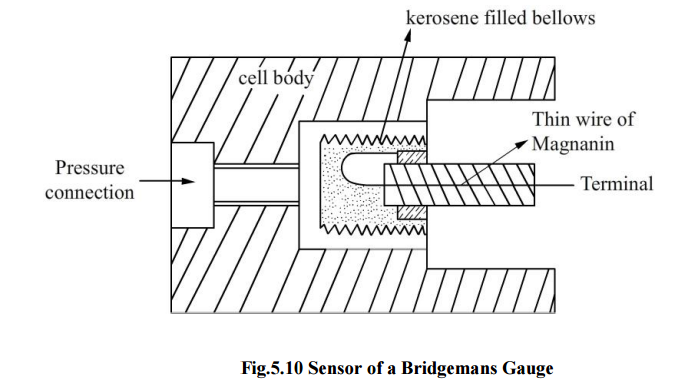 kerosene filled bellows
cell body
Thin wire of
Magnanin
Pressure
connection
Terminal
Fig.5.10 Sensor of a Bridgemans Gauge